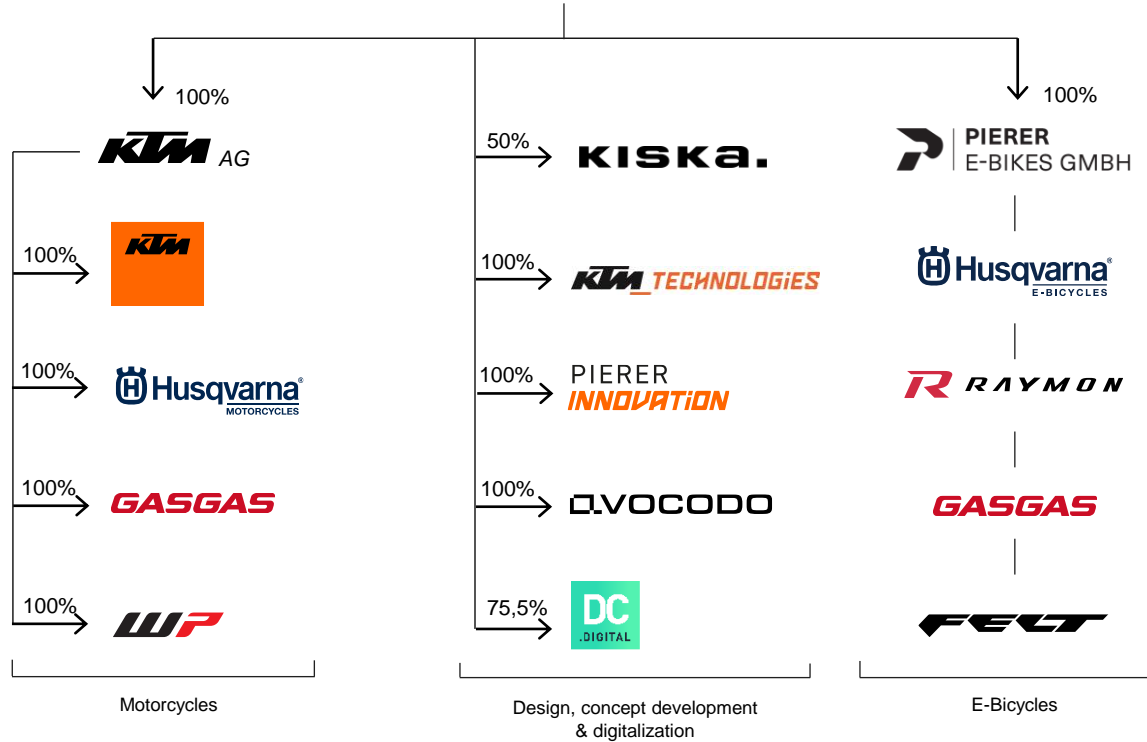 100%
KTM AG
100%
KTM
100%
Husqvarna®
MOTORCYCLES
100%
GASGAS
100%
WP
Motorcycles
50%
KISKa.
100%
KTM_TECHNOLOGiES
100%
PIERER
INNOVATiON
100%
AVOCODO
75,5%
DC
.DIGITAL
Design, concept development
& digitalization
100%
PIERER
E-BIKES GMBH
Husqvarna®
E-BICYCLES
R RAYMON
GASGAS
FELT
E-Bicycles